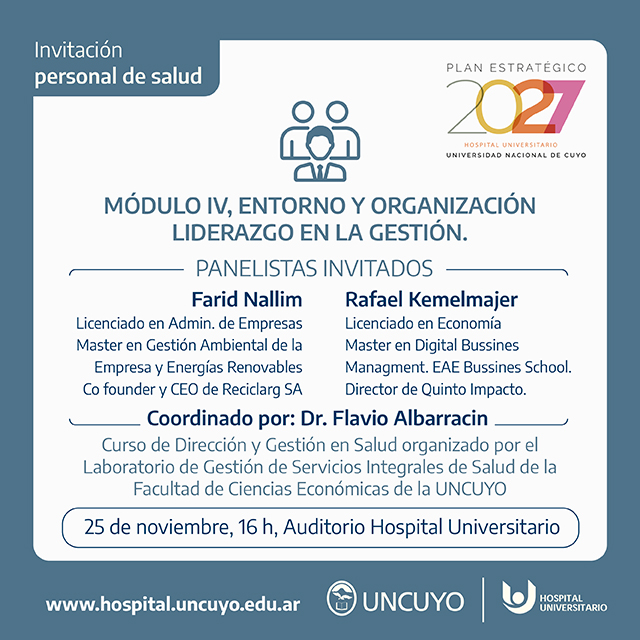 Invitación
personal de salud
PLAN ESTRATÉGICO
2027
HOSPITAL UNIVERSITARIO
UNIVERSIDAD NACIONAL DE CUYO
MÓDULO IV, ENTORNO Y ORGANIZACIÓN
LIDERAZGO EN LA GESTIÓN.
PANELISTAS INVITADOS
Farid Nallim
Licenciado en Admin. de Empresas
Master en Gestión Ambiental de la
Empresa y Energías Renovables
Co founder y CEO de Reciclarg SA
Rafael Kemelmajer
Licenciado en Economía
Master en Digital Bussines
Managment. EAE Bussines School.
Director de Quinto Impacto.
Coordinado por: Dr. Flavio Albarracin
Curso de Dirección y Gestión en Salud organizado por el
Laboratorio de Gestión de Servicios Integrales de Salud de la
Facultad de Ciencias Económicas de la UNCUYO
25 de noviembre, 16 h, Auditorio Hospital Universitario
www.hospital.uncuyo.edu.ar
UNCUYO
HOSPITAL
UNIVERSITARIO